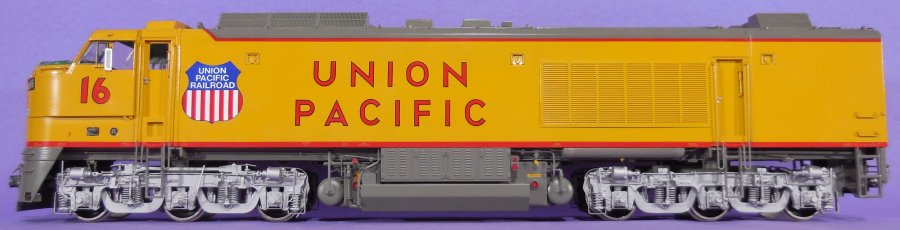 16
UNION
PACIFIC
RAILROAD
UNION
PACIFIC